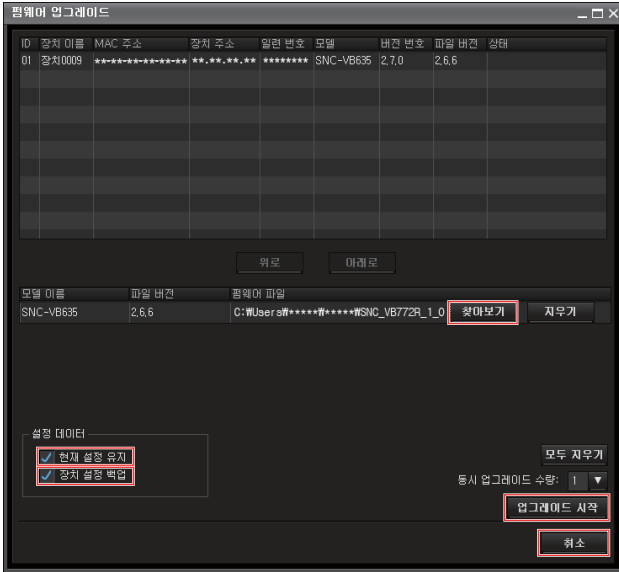 펌웨어 업그레이드
ID 장치 이름 MAC 주소 장치 주소 일련 번호 모델 버전 번호 파일 버전 상태
01 장치0009 **-**-**-**-**-** **.**.**.** ******** SNC-VB635 2,7,0 2,6,6
위로 아래로
모델 이름 파일 버전 펌웨어 파일
SNC-VB635 2,6,6 C:₩Users₩*****₩*****₩SNC_VB772R_1_0 찾아보기 지우기
설정 데이터
현재 설정 유지
장치 설정 백업
모두 지우기
동시 업그레이드 수량: 1
업그레이드 시작
취소